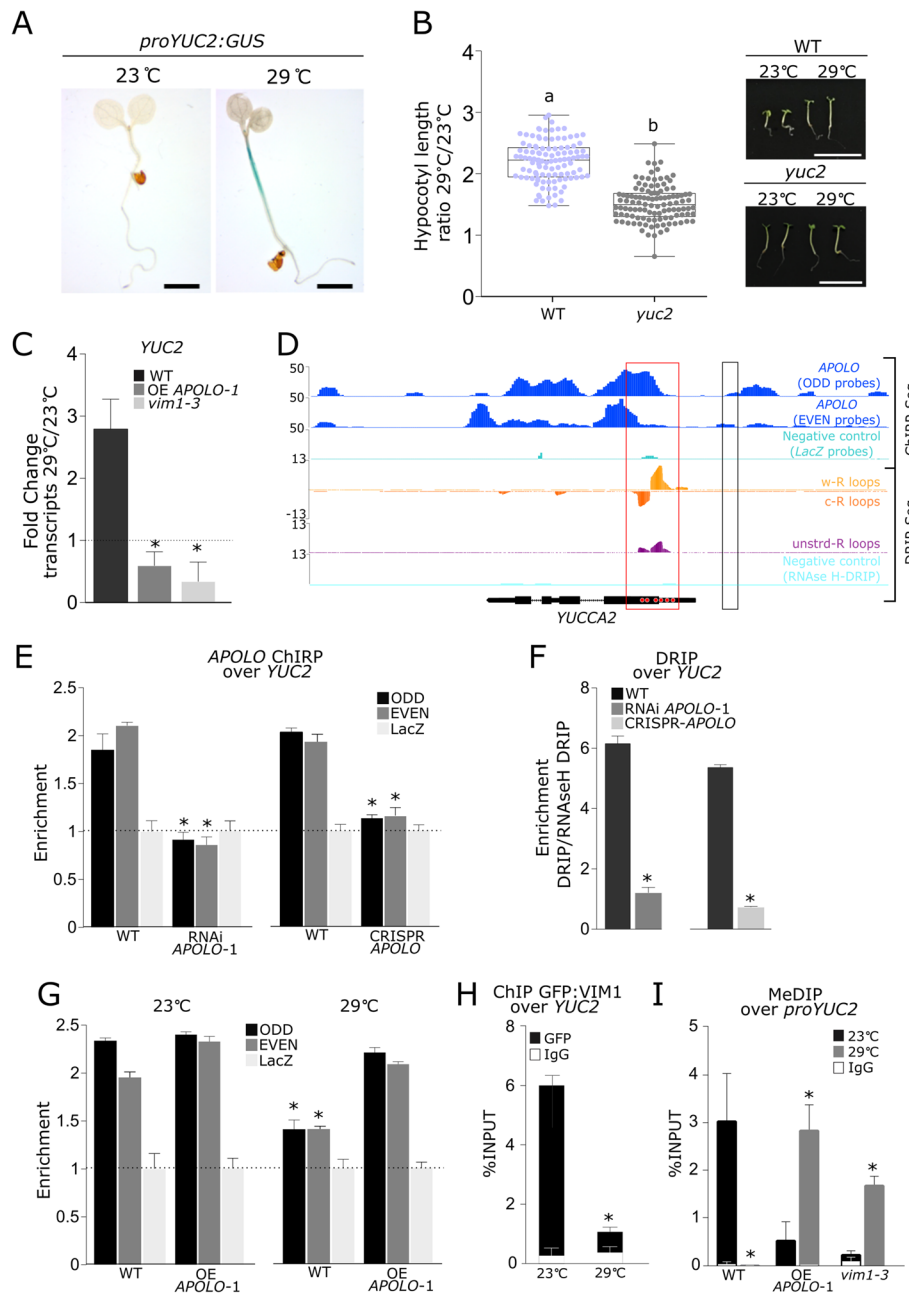 A
proYUC2:GUS
23℃ 29℃
B
Hypocotyl length
ratio 29°C/23°C
4
3
2
1
0
a
b
WT
yuc2
WT
23℃ 29℃
yuc2
23℃ 29℃
C
YUC2
Fold Change
transcripts 29℃/23℃
4
3
2
1
0
WT
OE APOLO-1
vim1-3
* *
D
50
APOLO
(ODD probes)
50
APOLO
(EVEN probes)
50
Negative control
(LacZ probes)
13
w-R loops
c-R loops
-13
13
unstrd-R loops
13
Negative control
(RNAse H-DRIP)
YUCCA2
E
APOLO ChIRP
over YUC2
Enrichment
2.5
2
1.5
1
0.5
0
ODD
EVEN
LacZ
* *
* *
WT
RNAi
APOLO-1
WT
CRISPR
APOLO
F
DRIP
over YUC2
Enrichment
DRIP/RNAseH DRIP
8
6
4
2
0
WT
RNAi APOLO-1
CRISPR-APOLO
*
*
G
23℃ 29℃
Enrichment
2.5
2
1.5
1
0.5
0
ODD
EVEN
LacZ
* *
WT
OE
APOLO-1
WT
OE
APOLO-1
H
ChIP GFP:VIM1
over YUC2
%INPUT
8
6
4
2
0
GFP
IgG
*
23℃ 29℃
I
MeDIP
over proYUC2
%INPUT
5
4
3
2
1
0
23℃
29℃
IgG
*
*
*
WT
OE
APOLO-1
vim1-3